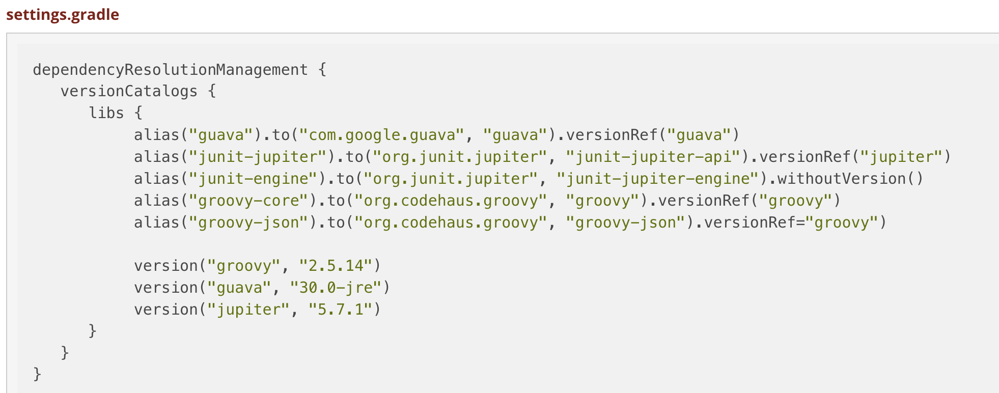 settings.gradle
dependencyResolutionManagement {
   versionCatalogs {
      libs {
           alias("guava").to("com.google.guava", "guava").versionRef("guava")
           alias("junit-jupiter").to("org.junit.jupiter", "junit-jupiter-api").versionRef("jupiter")
           alias("junit-engine").to("org.junit.jupiter", "junit-jupiter-engine").withoutVersion()
           alias("groovy-core").to("org.codehaus.groovy", "groovy").versionRef("groovy")
           alias("groovy-json").to("org.codehaus.groovy", "groovy-json").versionRef="groovy")

           version("groovy", "2.5.14")
           version("guava", "30.0-jre")
           version("jupiter", "5.7.1")
      }
   }
}